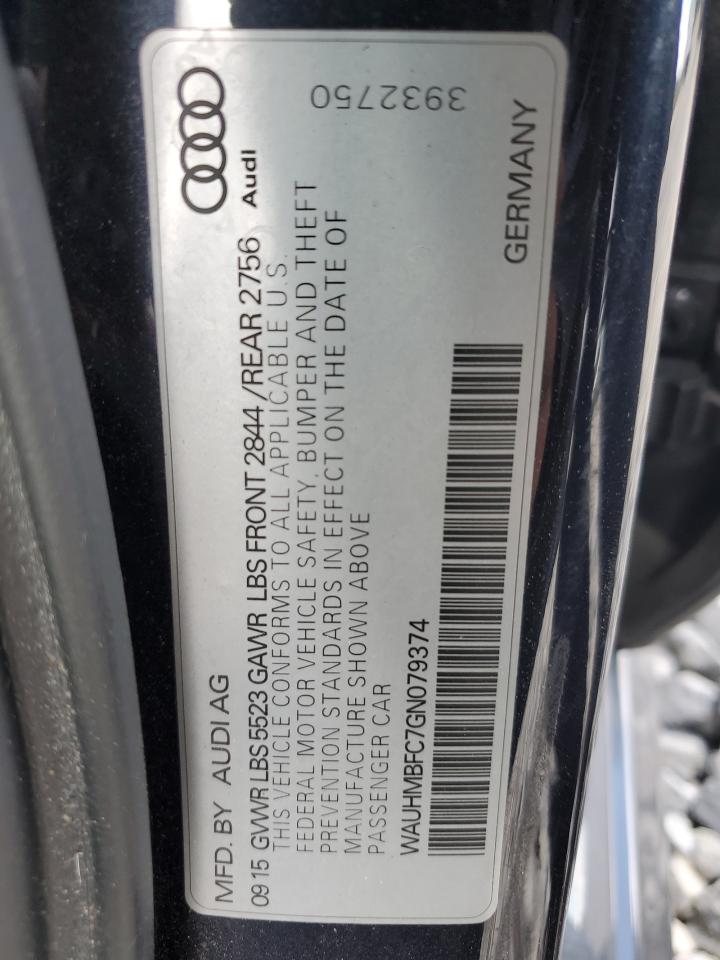 MFD. BY AUDI AG
Audi
0915 GVWR LBS 5523 GAWR LBS FRONT 2844 / REAR 2756
THIS VEHICLE CONFORMS TO ALL APPLICABLE U.S.
FEDERAL MOTOR VEHICLE SAFETY, BUMPER AND THEFT
PREVENTION STANDARDS IN EFFECT ON THE DATE OF
MANUFACTURE SHOWN ABOVE
PASSENGER CAR
WAUHMBFC7GN079374
GERMANY
3932750